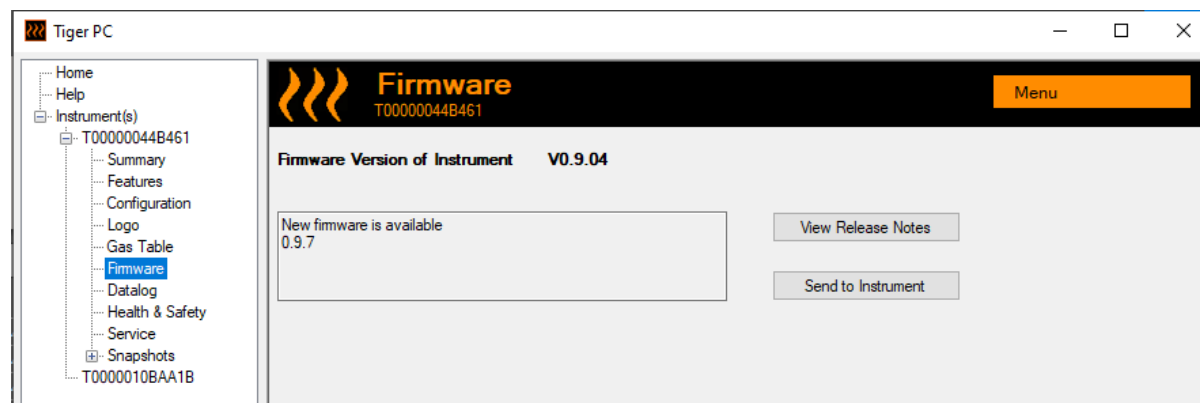 Tiger PC
Home
Help
Instrument(s)
T00000044B461
Summary
Features
Configuration
Logo
Gas Table
Firmware
Datalog
Health & Safety
Service
Snapshots
T0000010BAA1B
Firmware
T00000044B461
Menu
Firmware Version of Instrument V0.9.04
New firmware is available
0.9.7
View Release Notes
Send to Instrument